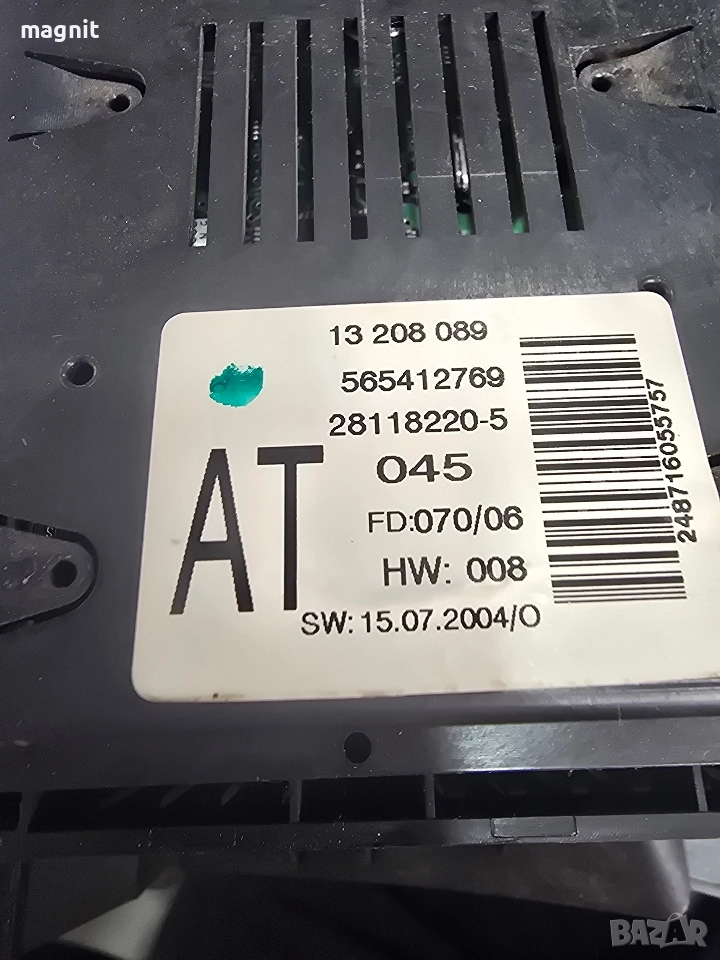 magnit
13 208 089
565412769
28118220-5
AT
045
FD:070/06
HW: 008
SW: 15.07.2004/O
248716055757
BAZAR